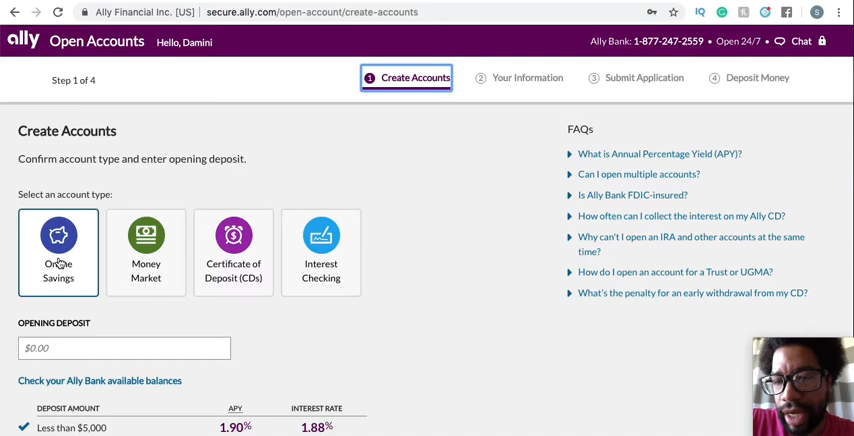 Ally Financial Inc. [US] | secure.ally.com/open-account/create-accounts
IQ
S
ally Open Accounts Hello, Damini
Ally Bank: 1-877-247-2559 • Open 24/7 • Chat
Step 1 of 4
1 Create Accounts 2 Your Information 3 Submit Application 4 Deposit Money
Create Accounts
Confirm account type and enter opening deposit.
Select an account type:
Online
Savings
Money
Market
Certificate of
Deposit (CDs)
Interest
Checking
OPENING DEPOSIT
$0.00
Check your Ally Bank available balances
DEPOSIT AMOUNT APY INTEREST RATE
Less than $5,000 1.90% 1.88%
FAQs
What is Annual Percentage Yield (APY)?
Can I open multiple accounts?
Is Ally Bank FDIC-insured?
How often can I collect the interest on my Ally CD?
Why can't I open an IRA and other accounts at the same
time?
How do I open an account for a Trust or UGMA?
What's the penalty for an early withdrawal from my CD?